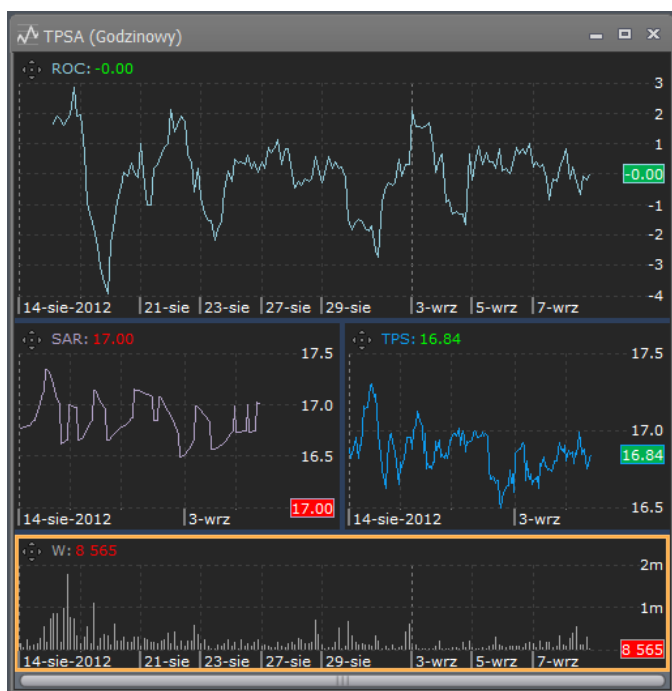 TPSA (Godzinowy)
ROC: -0.00
3
2
1
-0.00
-1
-2
-3
-4
14-sie-2012 21-sie 23-sie 27-sie 29-sie 3-wrz 5-wrz 7-wrz
SAR: 17.00
17.5
17.0
16.5
17.00
14-sie-2012 3-wrz
TPS: 16.84
17.5
17.0
16.84
16.5
14-sie-2012 3-wrz
W: 8 565
2m
1m
8 565
14-sie-2012 21-sie 23-sie 27-sie 29-sie 3-wrz 5-wrz 7-wrz